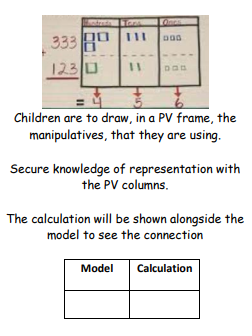 Hundreds Tens Ones
333
123
= 4 5 6
Children are to draw, in a PV frame, the
manipulatives, that they are using.
Secure knowledge of representation with
the PV columns.
The calculation will be shown alongside the
model to see the connection
Model Calculation